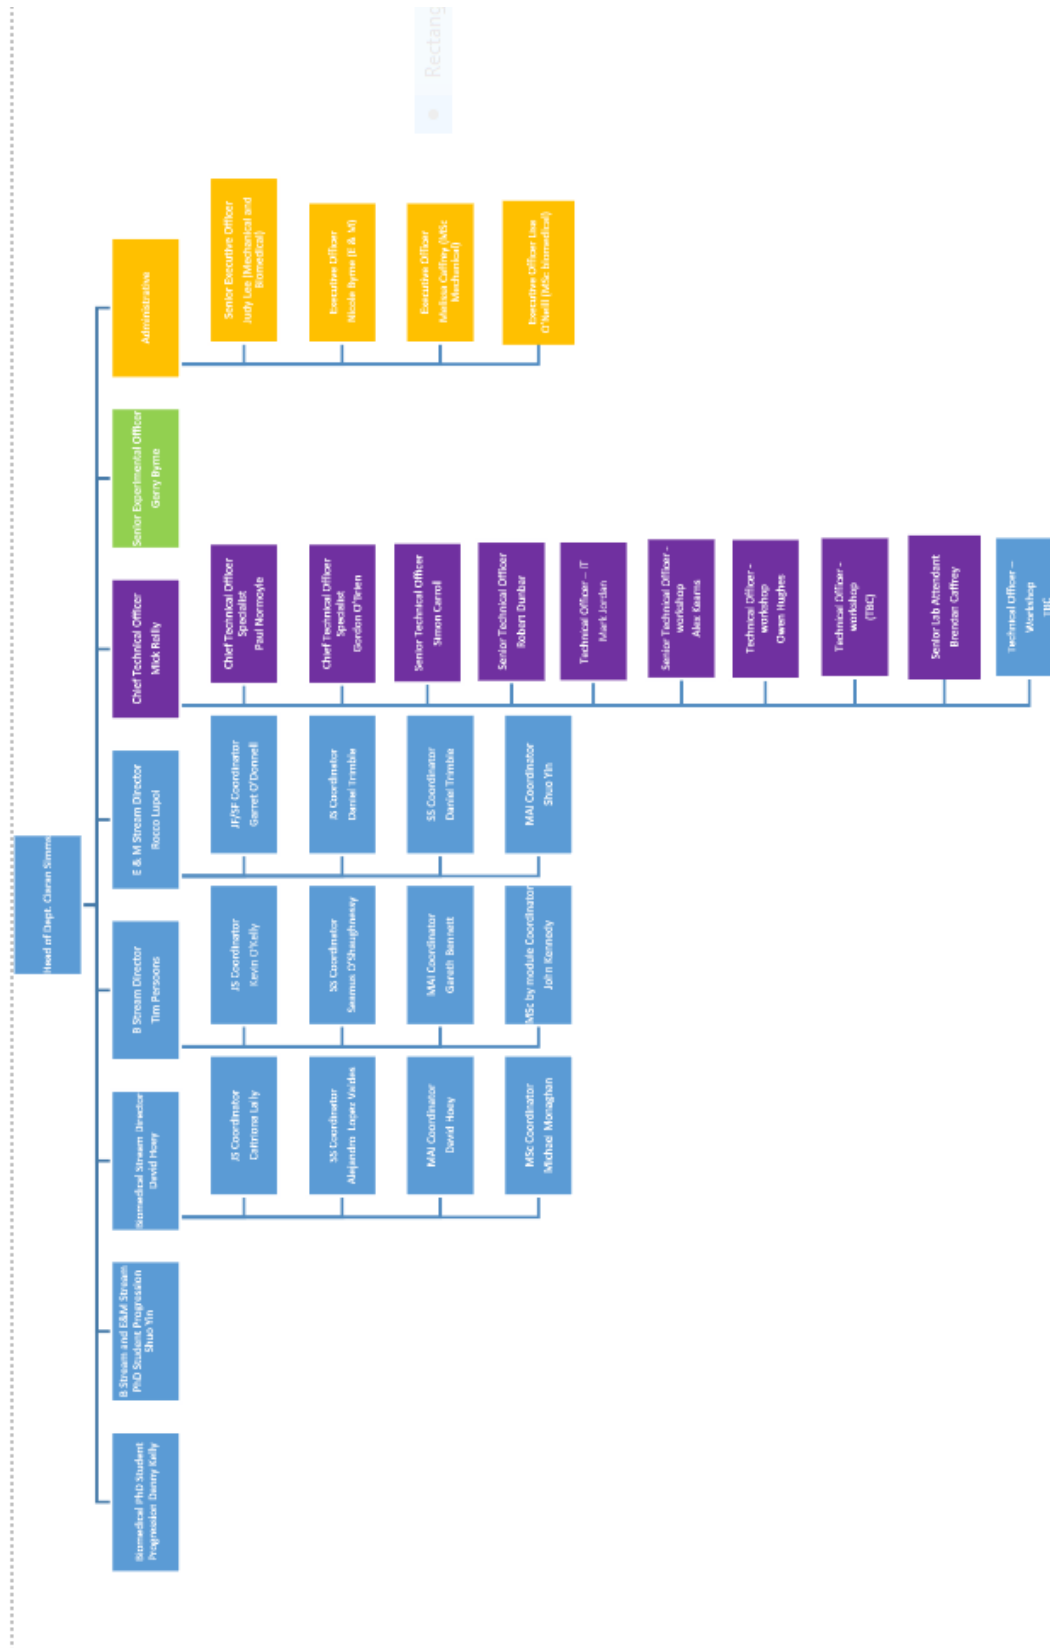 Head of Dept. Ciaran Simms
Biomedical PhD Student
Progression Danny Kelly
B Stream and E&M Stream
PhD Student Progression
Shuo Yin
Biomedical Stream Director
David Hoey
JS Coordinator
Caitriona Lally
SS Coordinator
Alejandro Lopez Valdes
MAI Coordinator
David Hoey
MSc Coordinator
Michael Monaghan
B Stream Director
Tim Persoons
JS Coordinator
Kevin O'Kelly
SS Coordinator
Seamus O'Shaughnessy
MAI Coordinator
Gareth Bennett
MSc by module Coordinator
John Kennedy
E & M Stream Director
Rocco Lupoi
JF/SF Coordinator
Garret O'Donnell
JS Coordinator
Daniel Trimble
SS Coordinator
Daniel Trimble
MAI Coordinator
Shuo Yin
Chief Technical Officer
Mick Reilly
Chief Technical Officer
Specialist
Paul Normoyle
Chief Technical Officer
Specialist
Gordon O'Brien
Senior Technical Officer
Simon Carrol
Senior Technical Officer
Robert Dunbar
Technical Officer – IT
Mark Jordan
Senior Technical Officer -
workshop
Alex Kearns
Technical Officer -
workshop
Owen Hughes
Technical Officer -
workshop
(TBC)
Senior Lab Attendant
Brendan Caffrey
Technical Officer –
Workshop
TBC
Senior Experimental Officer
Gerry Byrne
Administrative
Senior Executive Officer
Judy Lee (Mechanical and
Biomedical)
Executive Officer
Nicole Byrne (E & M)
Executive Officer
Melissa Caffrey (MSc
Mechanical)
Executive Officer Lisa
O'Neill (MSc biomedical)
• Rectang